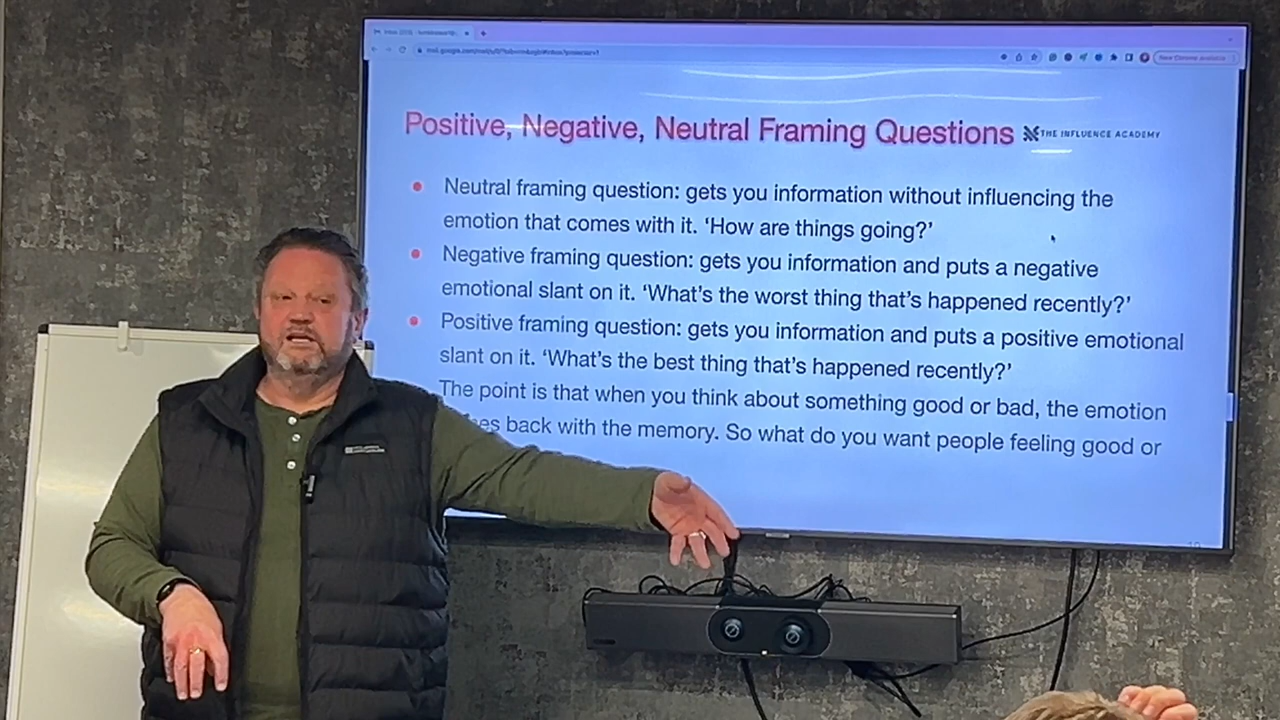 Positive, Negative, Neutral Framing Questions
THE INFLUENCE ACADEMY
Neutral framing question: gets you information without influencing the
emotion that comes with it. ‘How are things going?’
Negative framing question: gets you information and puts a negative
emotional slant on it. ‘What’s the worst thing that’s happened recently?’
Positive framing question: gets you information and puts a positive emotional
slant on it. ‘What’s the best thing that’s happened recently?’
The point is that when you think about something good or bad, the emotion
back with the memory. So what do you want people feeling good or